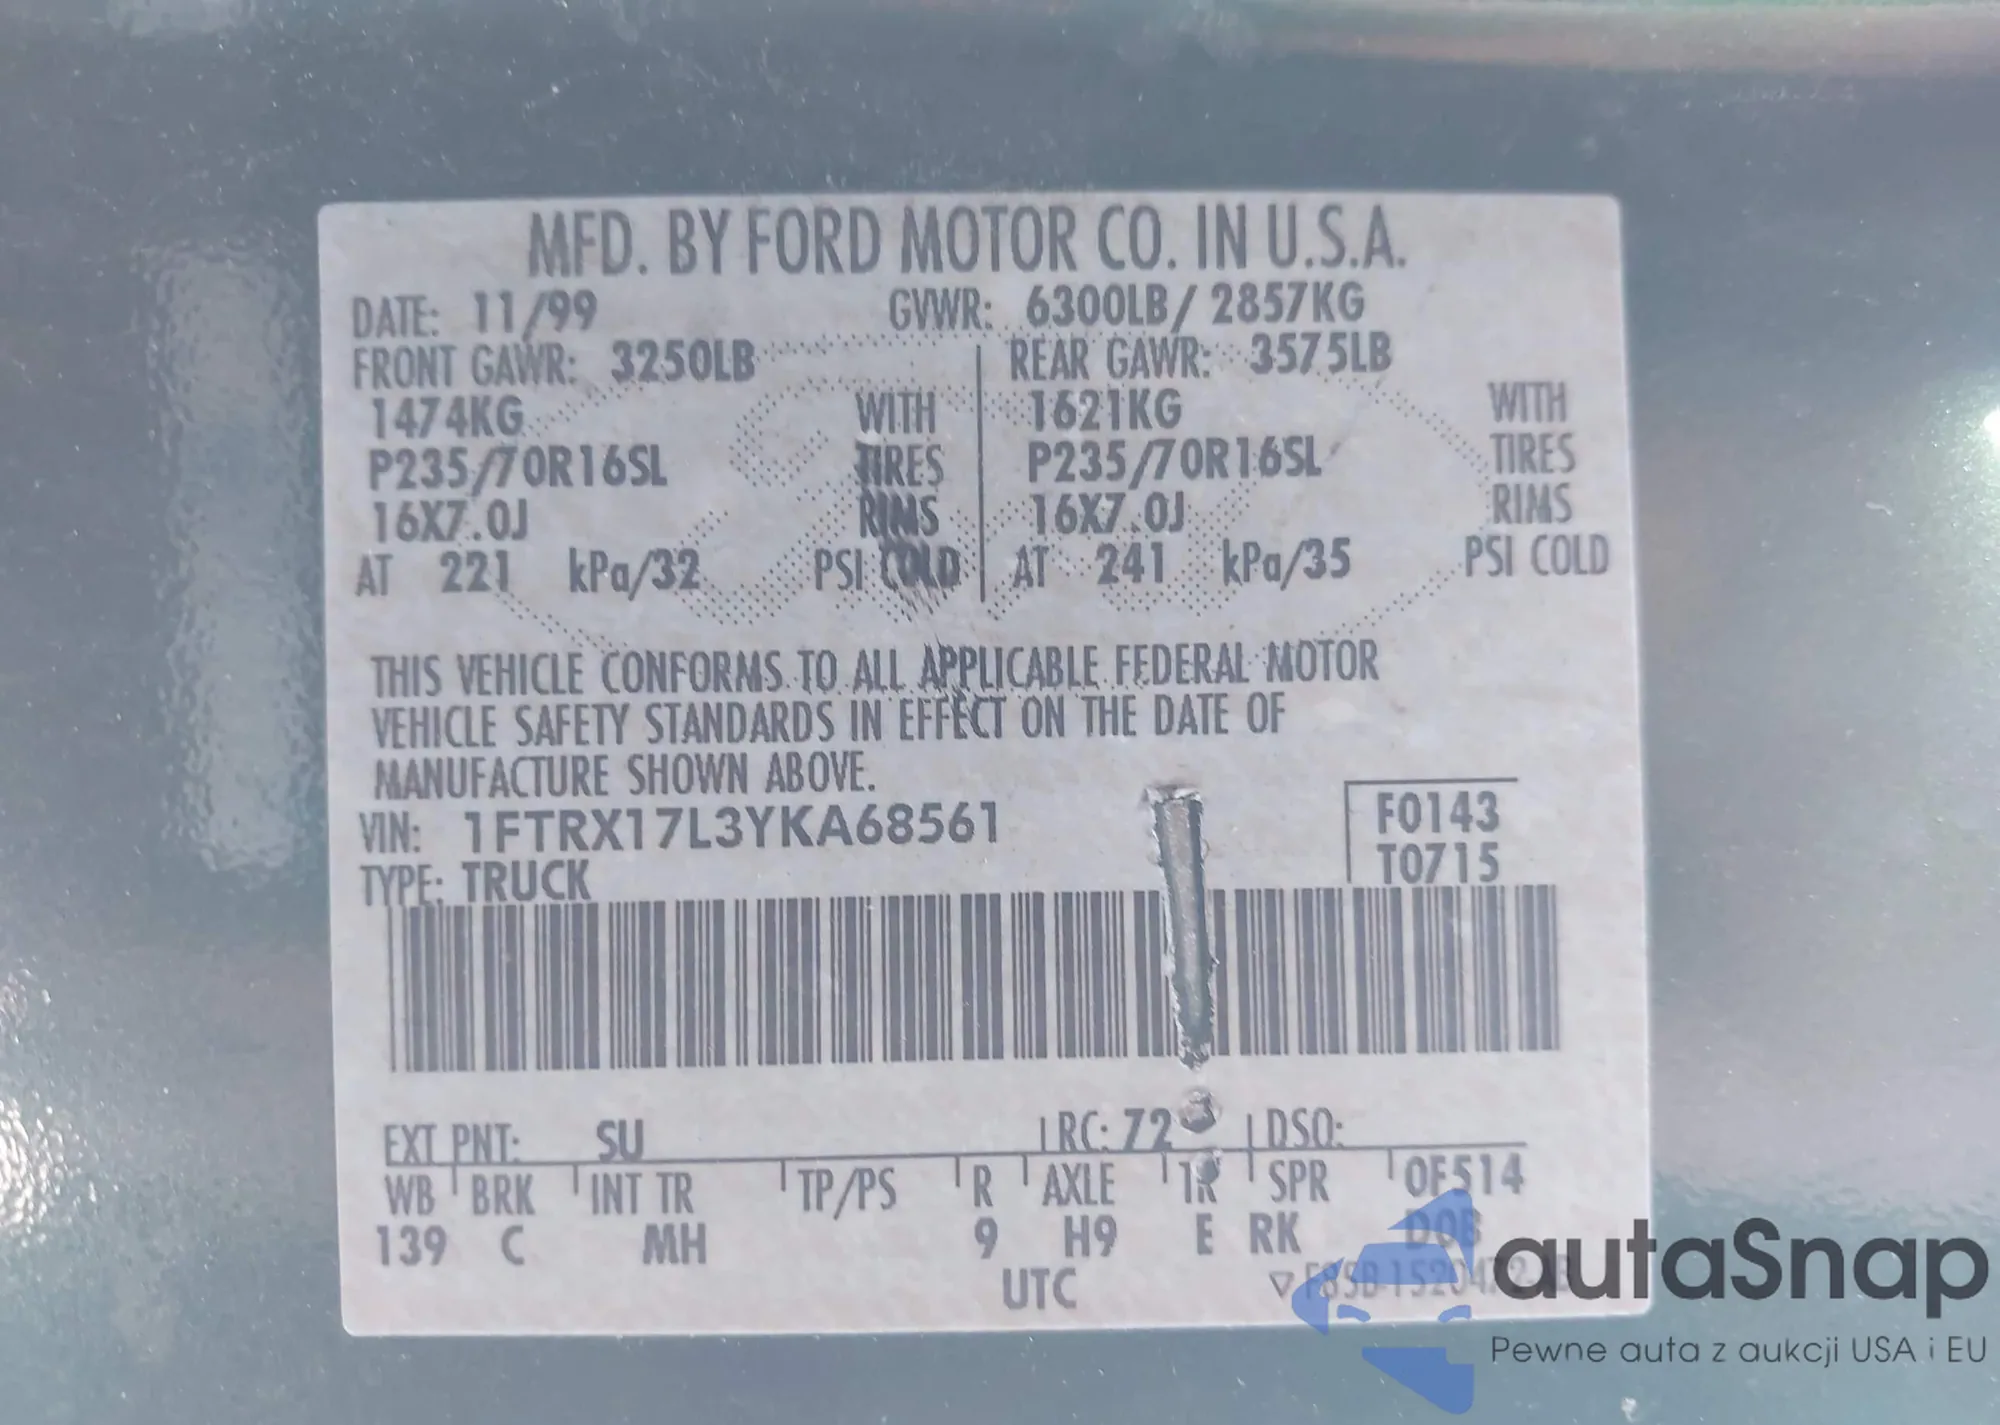 MFD. BY FORD MOTOR CO. IN U.S.A.
DATE: 11/99 GVWR: 6300LB/ 2857KG
FRONT GAWR: 3250LB REAR GAWR: 3575LB
1474KG WITH 1621KG WITH
P235/70R16SL TIRES P235/70R16SL TIRES
16X7.0J RIMS 16X7.0J RIMS
AT 221 kPa/32 PSI COLD AT 241 kPa/35 PSI COLD
THIS VEHICLE CONFORMS TO ALL APPLICABLE FEDERAL MOTOR
VEHICLE SAFETY STANDARDS IN EFFECT ON THE DATE OF
MANUFACTURE SHOWN ABOVE.
VIN: 1FTRX17L3YKA68561 F0143
TYPE: TRUCK T0715
EXT PNT: SU RC: 72 DSO:
WB BRK INT TR TP/PS R AXLE TR SPR OF514
139 C MH 9 H9 E RK DOB
UTC
autaSnap
Pewne auta z aukcji USA i EU